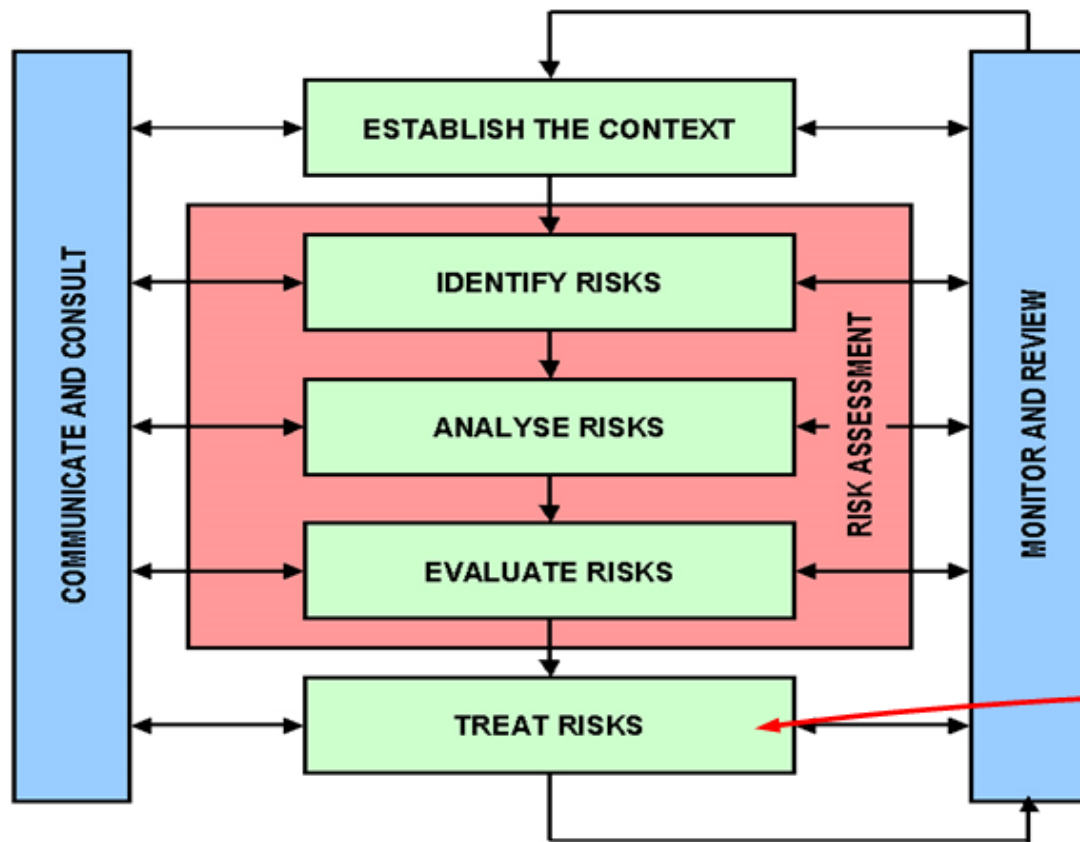 ESTABLISH THE CONTEXT
COMMUNICATE AND CONSULT
IDENTIFY RISKS
ANALYSE RISKS
RISK ASSESSMENT
MONITOR AND REVIEW
EVALUATE RISKS
TREAT RISKS